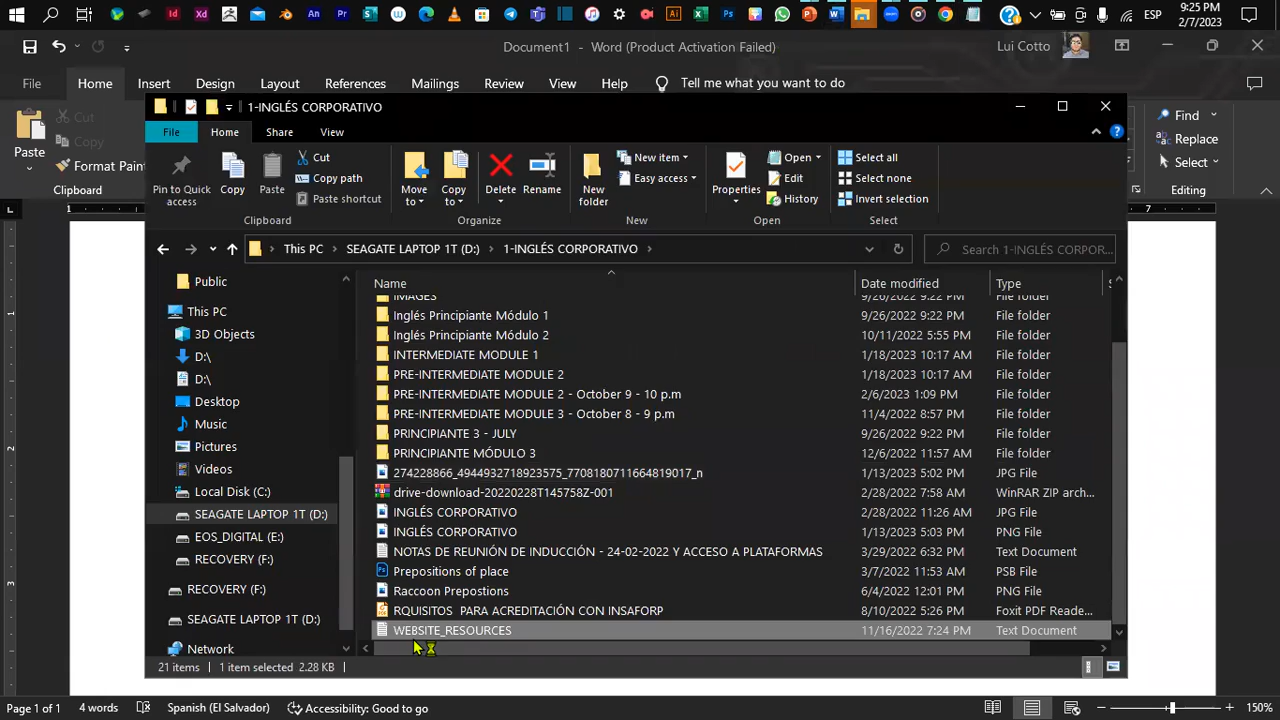 9:25 PM
ESP
2/7/2023
Document1 - Word (Product Activation Failed)
Lui Cotto
File Home Insert Design Layout References Mailings Review View Help Tell me what you want to do
1-INGLÉS CORPORATIVO
Paste
Cut
Copy
Format Pain
Clipboard
Find
Replace
Select
Editing
File Home Share View
Pin to Quick access
Copy
Paste
Cut
Copy path
Paste shortcut
Clipboard
Move to
Copy to
Delete
Rename
Organize
New folder
New item
Easy access
New
Properties
Open
Edit
History
Open
Select all
Select none
Invert selection
Select
1
7
This PC SEAGATE LAPTOP 1T (D:) 1-INGLÉS CORPORATIVO
Search 1-INGLÉS CORPOR...
Public
This PC
3D Objects
D:\
D:\
Desktop
Music
Pictures
Videos
Local Disk (C:)
SEAGATE LAPTOP 1T (D:)
EOS_DIGITAL (E:)
RECOVERY (F:)
RECOVERY (F:)
SEAGATE LAPTOP 1T (D:)
Network
Name Date modified Type S
IMAGES 9/26/2022 9:22 PM File folder
Inglés Principiante Módulo 1 9/26/2022 9:22 PM File folder
Inglés Principiante Módulo 2 10/11/2022 5:55 PM File folder
INTERMEDIATE MODULE 1 1/18/2023 10:17 AM File folder
PRE-INTERMEDIATE MODULE 2 1/18/2023 10:17 AM File folder
PRE-INTERMEDIATE MODULE 2 - October 9 - 10 p.m 2/6/2023 1:09 PM File folder
PRE-INTERMEDIATE MODULE 3 - October 8 - 9 p.m 11/4/2022 8:57 PM File folder
PRINCIPIANTE 3 - JULY 9/26/2022 9:22 PM File folder
PRINCIPANTE MÓDULO 3 12/6/2022 11:57 AM File folder
274228866_4944932718923575_7708180711664819017_n 1/13/2023 5:02 PM JPG File
drive-download-20220228T145758Z-001 2/28/2022 7:58 AM WinRAR ZIP arch...
INGLÉS CORPORATIVO 2/28/2022 11:26 AM JPG File
INGLÉS CORPORATIVO 1/13/2023 5:03 PM PNG File
NOTAS DE REUNIÓN DE INDUCCIÓN - 24-02-2022 Y ACCESO A PLATAFORMAS 3/29/2022 6:32 PM Text Document
Prepositions of place 3/7/2022 11:53 AM PSB File
Raccoon Prepostions 6/4/2022 12:01 PM PNG File
RQUISITOS PARA ACREDITACIÓN CON INSAFORP 8/10/2022 5:26 PM Foxit PDF Reade...
WEBSITE_RESOURCES 11/16/2022 7:24 PM Text Document
1
2
3
21 items 1 item selected 2.28 KB
Page 1 of 1 4 words Spanish (El Salvador) Accessibility: Good to go 150%